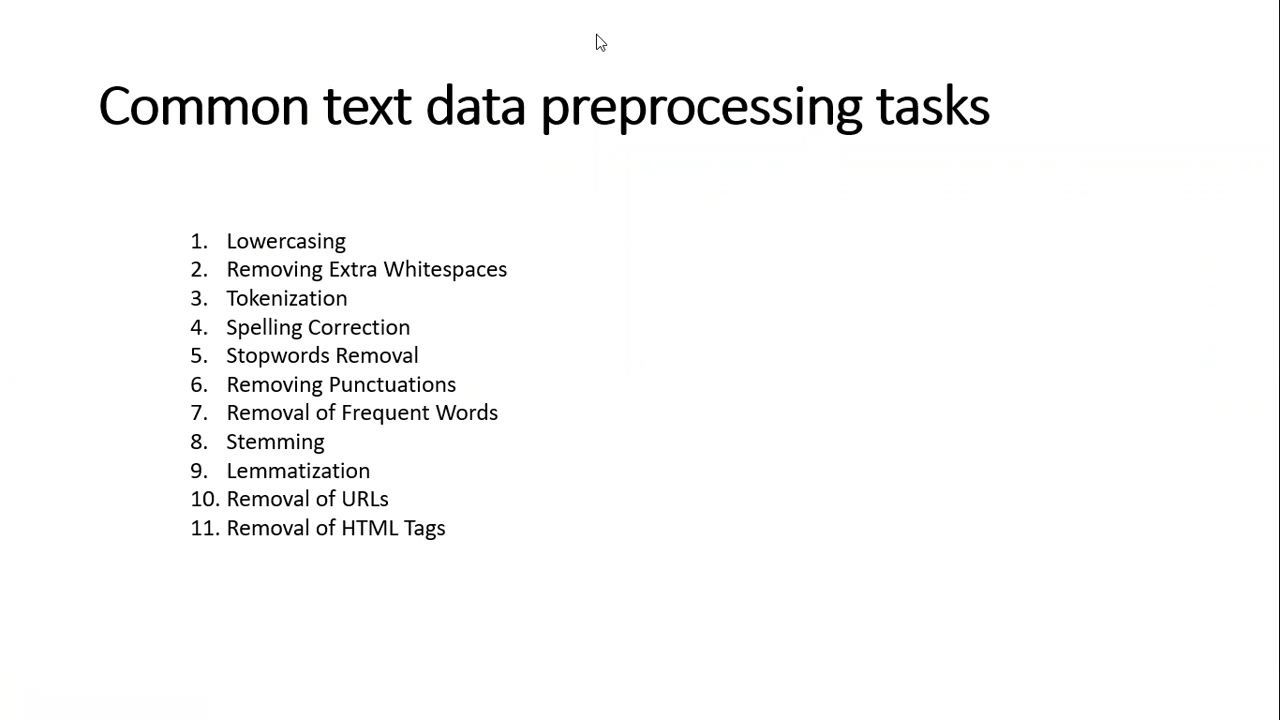 Common text data preprocessing tasks
1. Lowercasing
2. Removing Extra Whitespaces
3. Tokenization
4. Spelling Correction
5. Stopwords Removal
6. Removing Punctuations
7. Removal of Frequent Words
8. Stemming
9. Lemmatization
10. Removal of URLs
11. Removal of HTML Tags